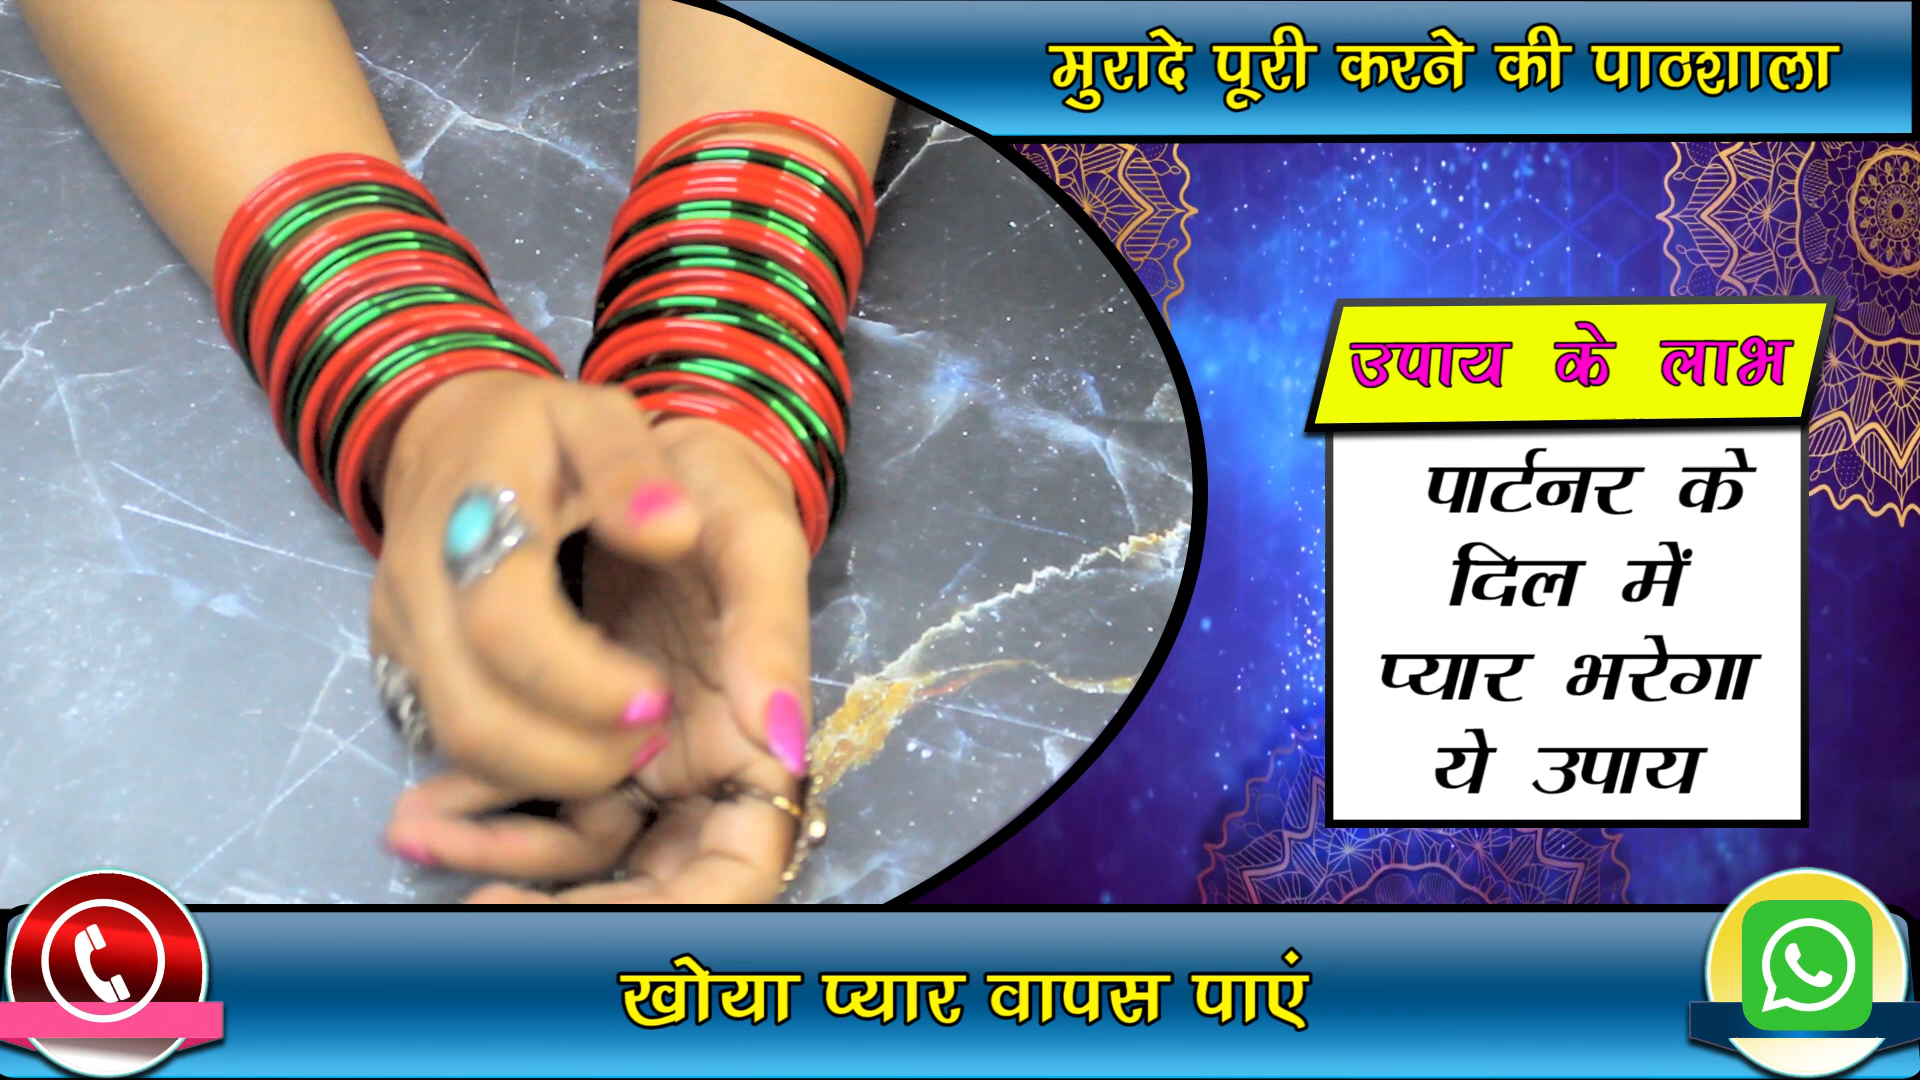 मुरादे पूरी करने की पाठशाला
उपाय के लाभ
पार्टनर के
दिल में
प्यार भरेगा
ये उपाय
खोया प्यार वापस पाएं